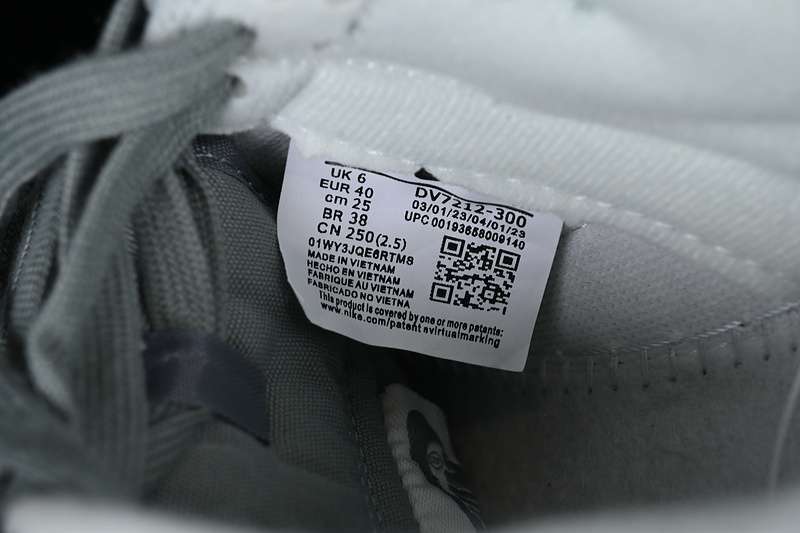 UK 6
EUR 40
cm 25
BR 38
CN 250(2.5)
01WY3JQE6RTM8
MADE IN VIETNAM
HECHO EN VIETNAM
FABRIQUE AU VIETNAM
FABRICADO NO VIETNA
DV7212-300
03/01/23/04/01/23
UPC 00193658009140
This product is covered by one or more patents:
www.nike.com/patent svirtualmarking